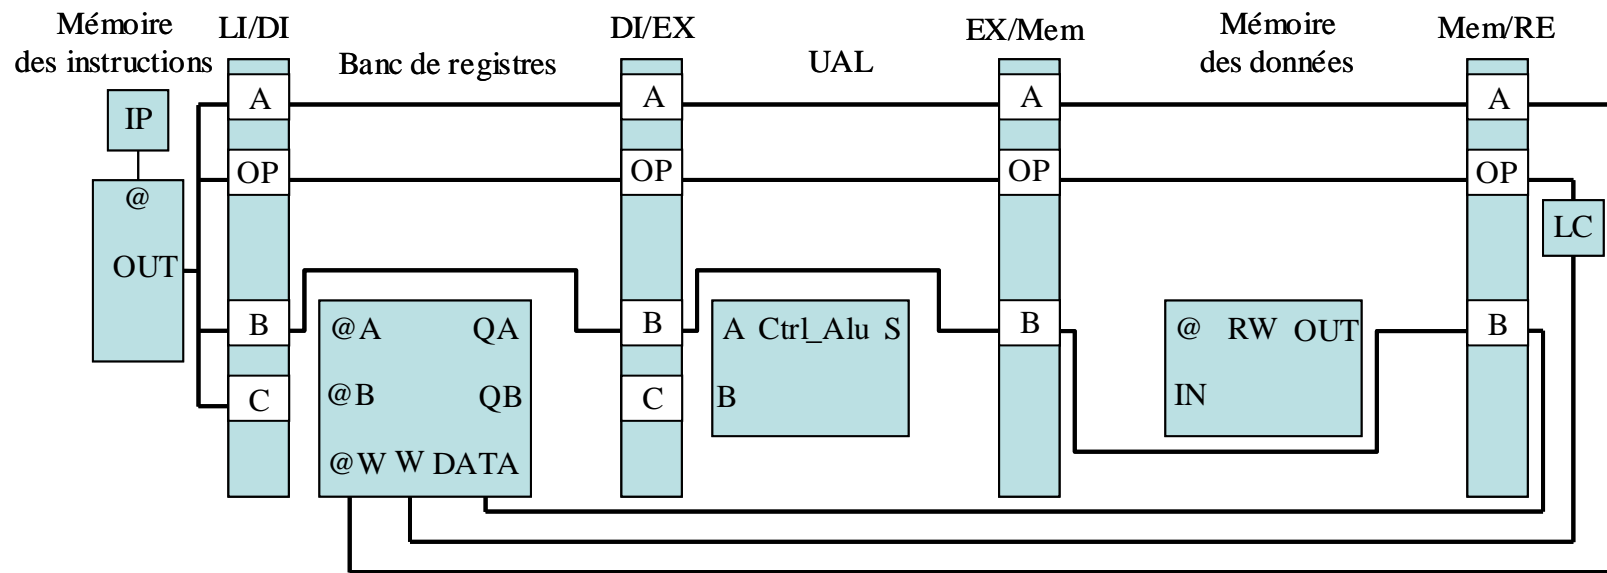 Mémoire
des instructions
LI/DI
Banc de registres
DI/EX
UAL
EX/Mem
Mémoire
des données
Mem/RE
A
A
A
A
IP
OP
OP
OP
OP
@
LC
OUT
B
@A QA
B
A Ctrl_Alu S
B
@ RW OUT
B
C
@B QB
C
B
IN
@W W DATA